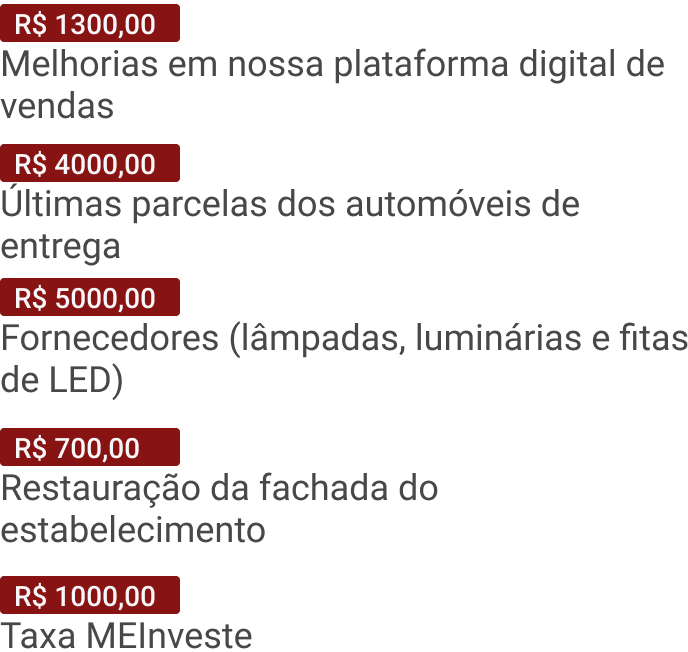 R$ 1300,00
Melhorias em nossa plataforma digital de
vendas
R$ 4000,00
Últimas parcelas dos automóveis de
entrega
R$ 5000,00
Fornecedores (lâmpadas, luminárias e fitas
de LED)
R$ 700,00
Restauração da fachada do
estabelecimento
R$ 1000,00
Taxa MEInveste